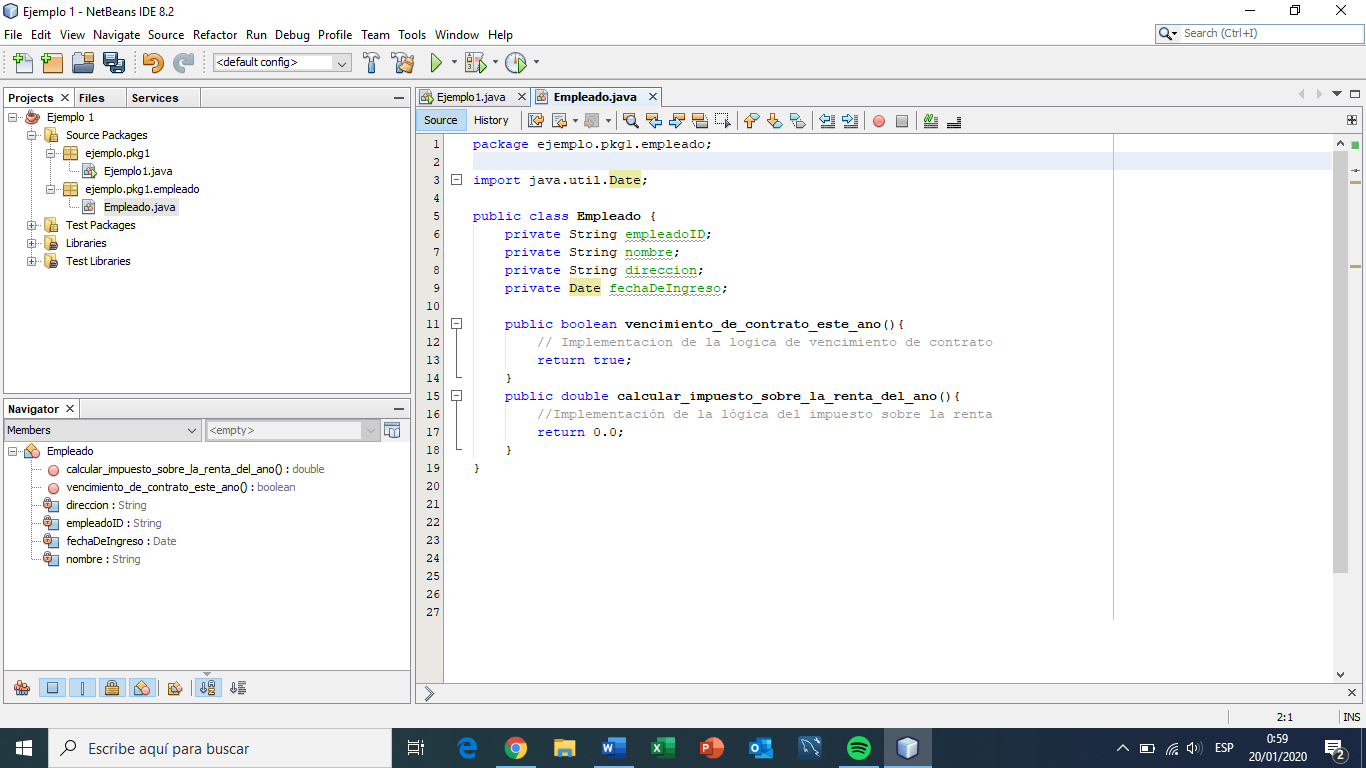 Ejemplo 1 - NetBeans IDE 8.2
File Edit View Navigate Source Refactor Run Debug Profile Team Tools Window Help
Search (Ctrl+I)
<default config>
Projects Files Services
Ejemplo 1
Source Packages
ejemplo.pkg1
Ejemplo1.java
ejemplo.pkg1.empleado
Empleado.java
Test Packages
Libraries
Test Libraries
Navigator
Members <empty>
Empleado
calcular_impuesto_sobre_la_renta_del_ano() : double
vencimiento_de_contrato_este_ano() : boolean
direccion : String
empleadoID : String
fechaDeIngreso : Date
nombre : String
Ejemplo1.java Empleado.java
Source History
1 package ejemplo.pkg1.empleado;
2
3 import java.util.Date;
4
5 public class Empleado {
6 private String empleadoID;
7 private String nombre;
8 private String direccion;
9 private Date fechaDeIngreso;
10
11 public boolean vencimiento_de_contrato_este_ano(){
12 // Implementacion de la logica de vencimiento de contrato
13 return true;
14 }
15 public double calcular_impuesto_sobre_la_renta_del_ano(){
16 //Implementación de la lógica del impuesto sobre la renta
17 return 0.0;
18 }
19 }
20
21
22
23
24
25
26
27
2:1 INS
Escribe aquí para buscar
ESP
0:59
20/01/2020
2